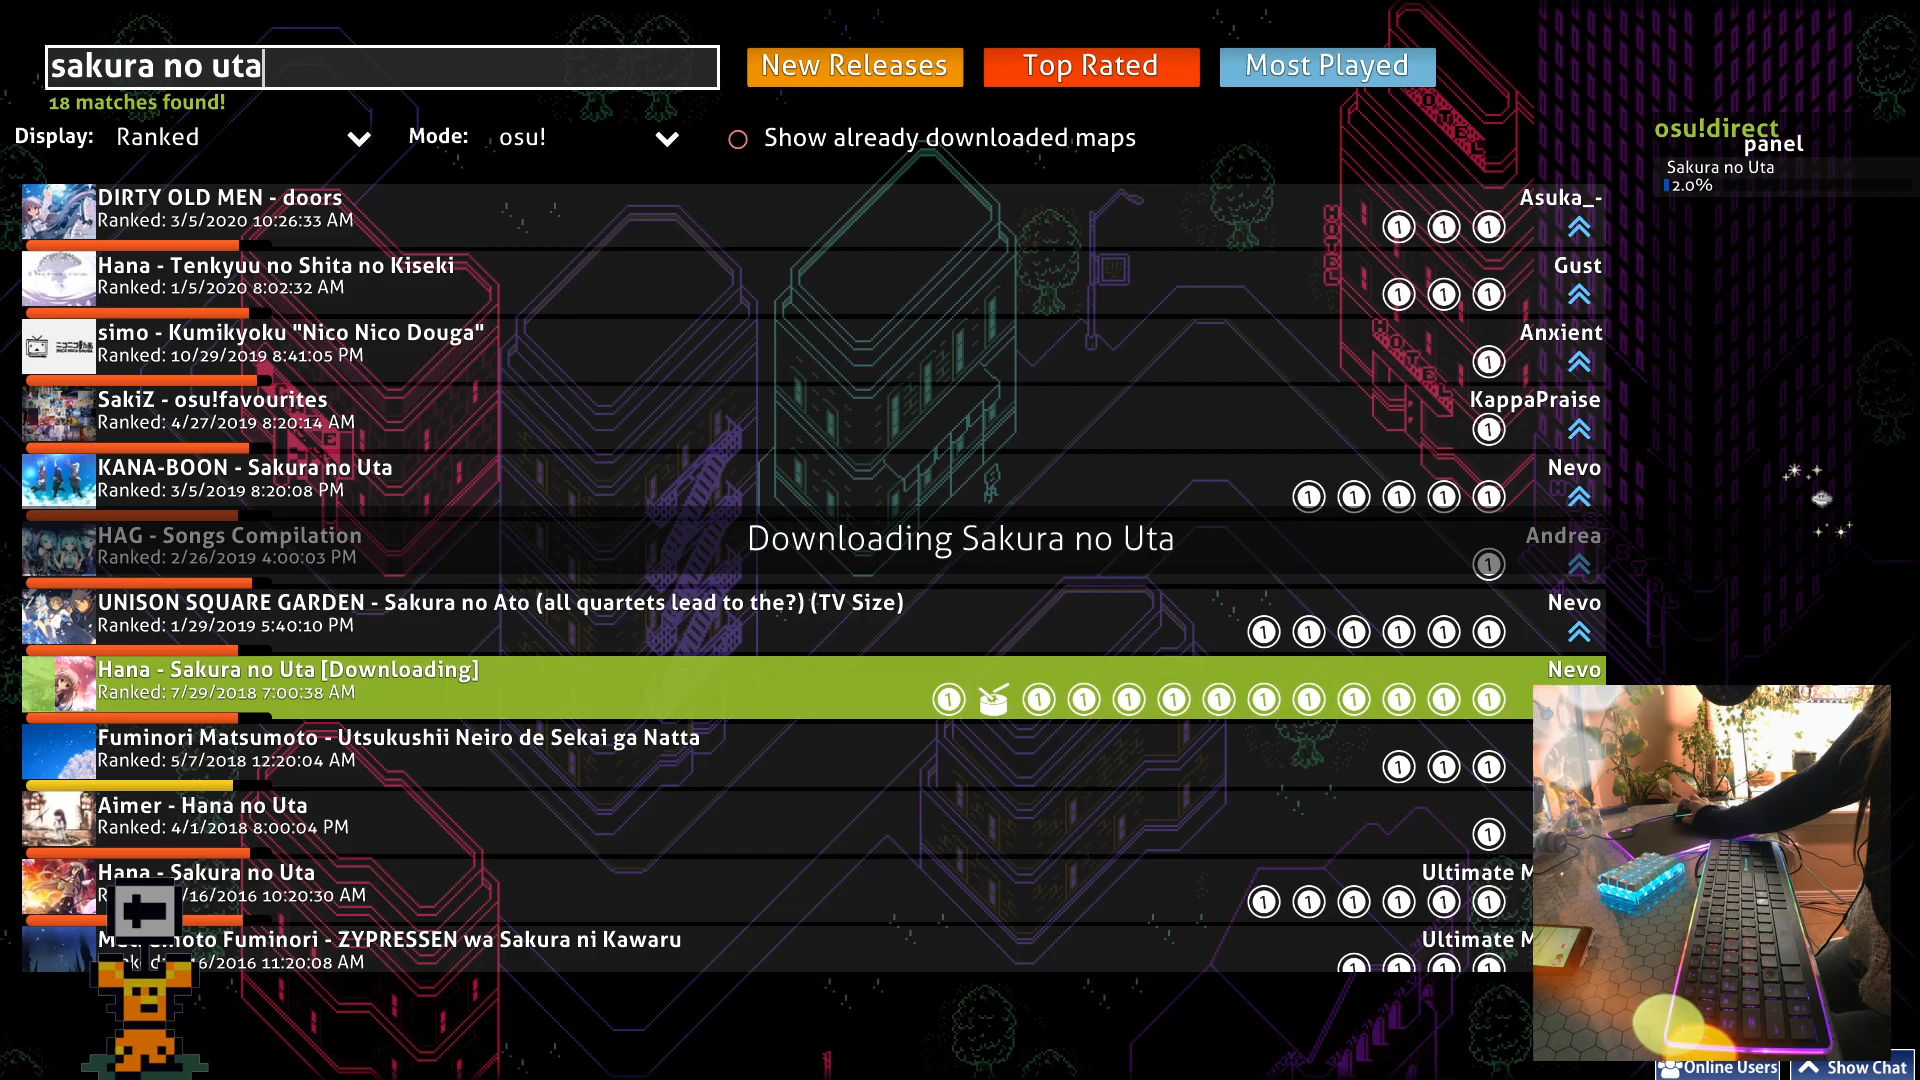 sakura no uta
New Releases
Top Rated
Most Played
18 matches found!
Display: Ranked
Mode: osu!
Show already downloaded maps
osu!direct
panel
Sakura no Uta
2.0%
DIRTY OLD MEN - doors
Asuka_-
Ranked: 3/5/2020 10:26:33 AM
Hana - Tenkyuu no Shita no Kiseki
Gust
Ranked: 1/5/2020 8:02:32 AM
simo - Kumikyoku "Nico Nico Douga"
Anxient
Ranked: 10/29/2019 8:41:05 PM
SakiZ - osu!favourites
KappaPraise
Ranked: 4/27/2019 8:20:14 AM
KANA-BOON - Sakura no Uta
Nevo
Ranked: 3/5/2019 8:20:08 PM
HAG - Songs Compilation
Andrea
Ranked: 2/26/2019 4:00:03 PM
Downloading Sakura no Uta
UNISON SQUARE GARDEN - Sakura no Ato (all quartets lead to the?) (TV Size)
Nevo
Ranked: 1/29/2019 5:40:10 PM
Hana - Sakura no Uta [Downloading]
Nevo
Ranked: 7/29/2018 7:00:38 AM
Fuminori Matsumoto - Utsukushii Neiro de Sekai ga Natta
Ranked: 5/7/2018 12:20:04 AM
Aimer - Hana no Uta
Ranked: 4/1/2018 8:00:04 PM
Hana - Sakura no Uta
Ultimate M
/16/2016 10:20:30 AM
Fuminori - ZYPRESSEN wa Sakura ni Kawaru
Ultimate M
6/2016 11:20:08 AM
HOTEL
HOTEL
HOTEL
Online Users
Show Chat